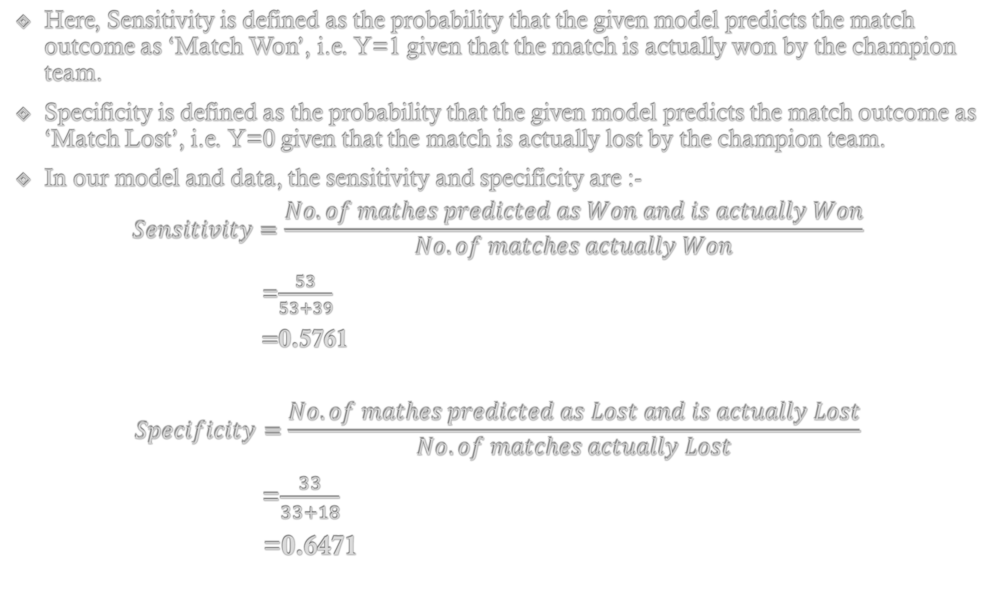 Here, Sensitivity is defined as the probability that the given model predicts the match
outcome as ‘Match Won’, i.e. Y=1 given that the match is actually won by the champion
team.
Specificity is defined as the probability that the given model predicts the match outcome as
‘Match Lost’, i.e. Y=0 given that the match is actually lost by the champion team.
In our model and data, the sensitivity and specificity are :-
No. of mathes predicted as Won and is actually Won
Sensitivity =
No. of matches actually Won
53
=
53+39
=0.5761
No. of mathes predicted as Lost and is actually Lost
Specificity =
No. of matches actually Lost
33
=
33+18
=0.6471